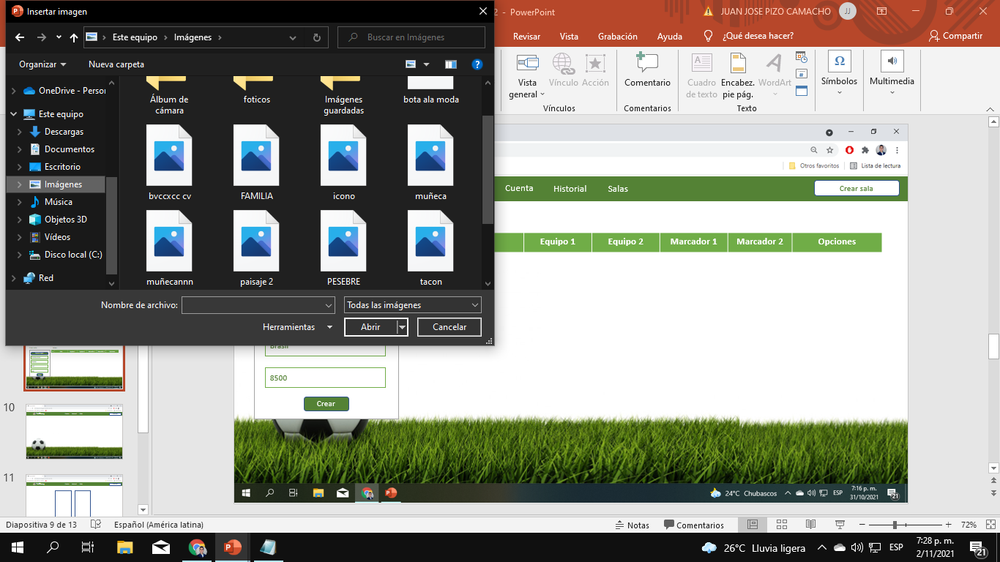 Insertar imagen
2 - PowerPoint
JUAN JOSE PIZO CAMACHO
JJ
Este equipo
Imágenes
Buscar en Imágenes
Revisar
Vista
Grabación
Ayuda
¿Qué desea hacer?
Compartir
Organizar
Nueva carpeta
OneDrive - Person
Este equipo
Descargas
Documentos
Escritorio
Imágenes
Música
Objetos 3D
Vídeos
Disco local (C:)
Red
Álbum de
cámara
foticos
Imágenes
guardadas
bota ala moda
bvccxcc cv
FAMILIA
icono
muñeca
muñecannn
paisaje 2
PESEBRE
tacon
Nombre de archivo:
Todas las imágenes
Herramientas
Abrir
Cancelar
Vista
general
Vínculo
Acción
Vínculos
Comentario
Comentarios
Cuadro
de texto
Encabez.
pie pág.
WordArt
Texto
Símbolos
Multimedia
Otros favoritos
Lista de lectura
Cuenta
Historial
Salas
Crear sala
Equipo 1
Equipo 2
Marcador 1
Marcador 2
Opciones
Brasil
8500
Crear
24°C Chubascos
ESP
7:16 p. m.
31/10/2021
21
10
11
Diapositiva 9 de 13
Español (América latina)
Notas
Comentarios
72%
26°C Lluvia ligera
ESP
7:28 p. m.
2/11/2021
21